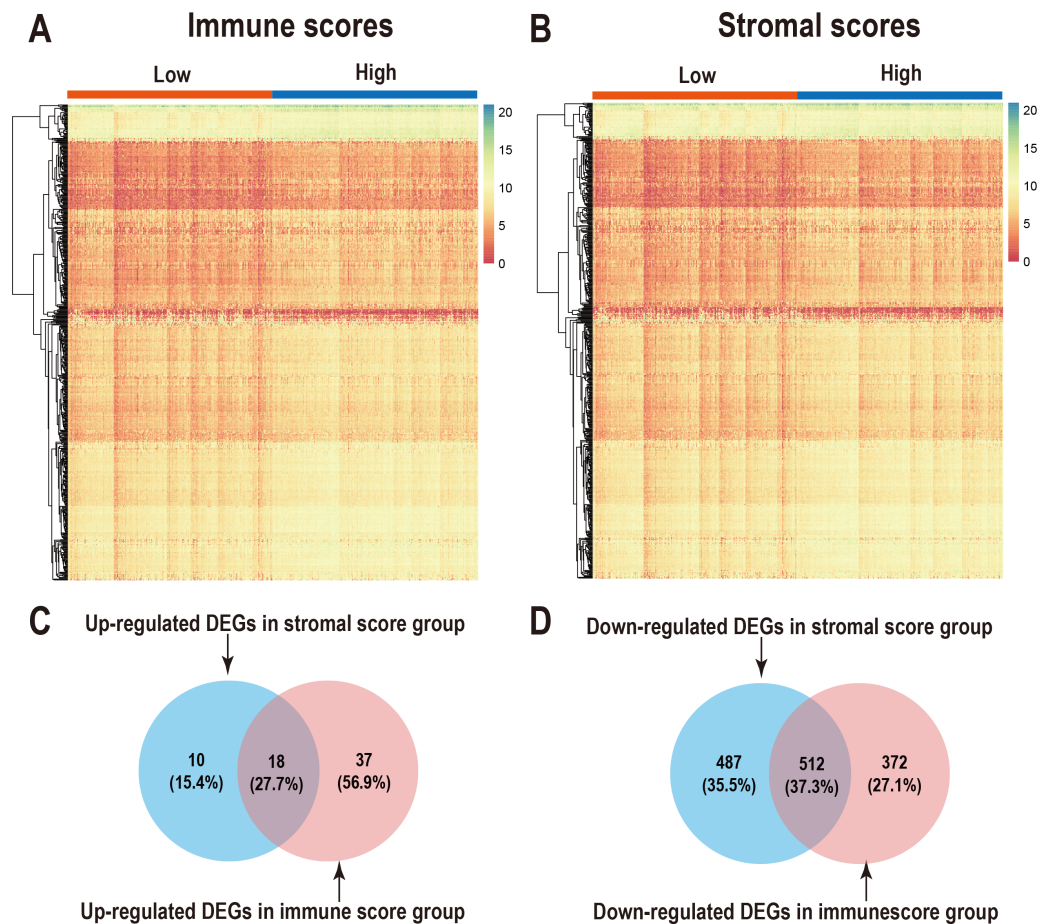 A
Immune scores
B
Stromal scores
Low
High
Low
High
20
15
10
5
0
20
15
10
5
0
C
Up-regulated DEGs in stromal score group
10
(15.4%)
18
(27.7%)
37
(56.9%)
Up-regulated DEGs in immune score group
D
Down-regulated DEGs in stromal score group
487
(35.5%)
512
(37.3%)
372
(27.1%)
Down-regulated DEGs in immunescore group